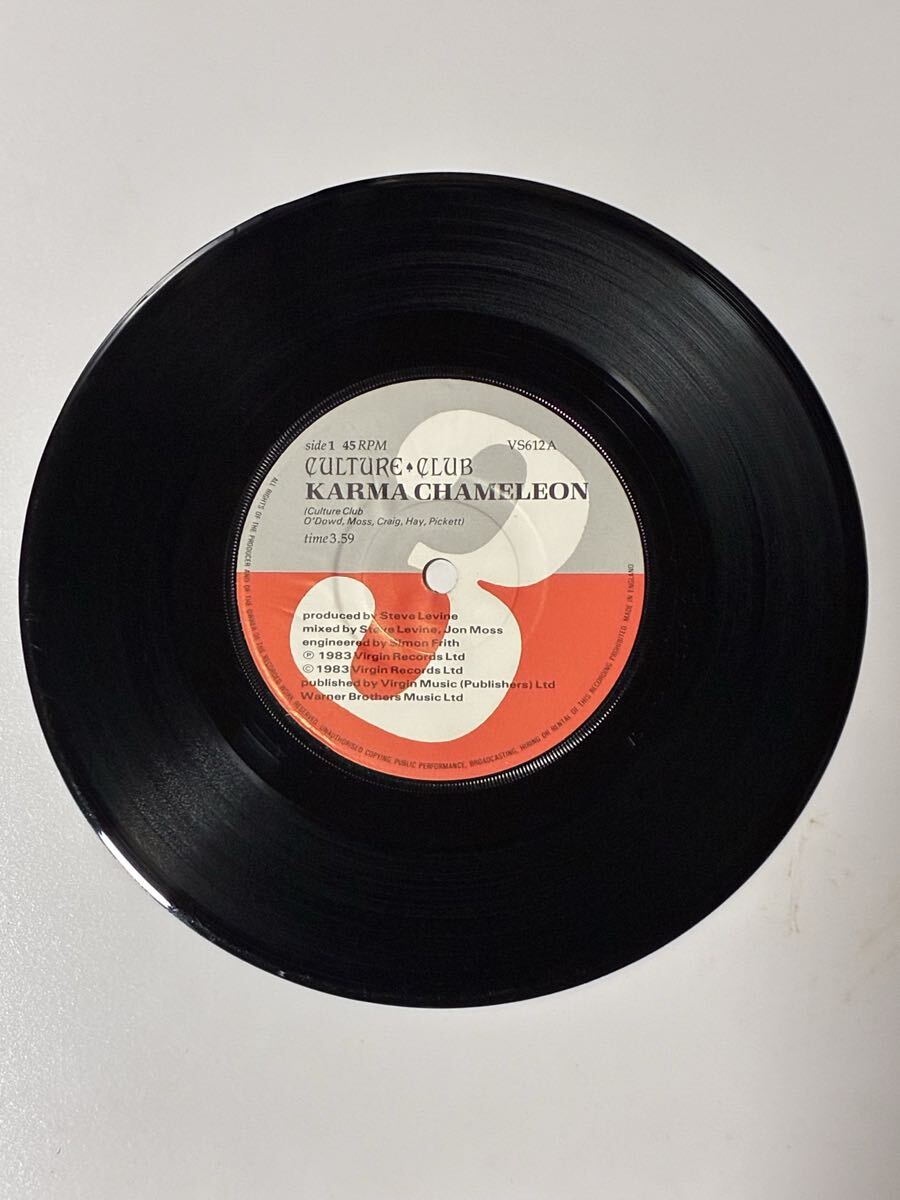 side 1 45 RPM VS612A
CULTURE♠CLUB
KARMA CHAMELEON
(Culture Club
O'Dowd, Moss, Craig, Hay, Pickett)
time 3.59
produced by Steve Levine
mixed by Steve Levine, Jon Moss
engineered by Simon Frith
℗ 1983 Virgin Records Ltd
© 1983 Virgin Records Ltd
published by Virgin Music (Publishers) Ltd
Warner Brothers Music Ltd
ALL RIGHTS OF THE PRODUCER AND OF THE OWNER OF THE RECORDED WORK RESERVED. UNAUTHORISED COPYING, PUBLIC PERFORMANCE, BROADCASTING, HIRING OR RENTAL OF THIS RECORDING PROHIBITED. MADE IN ENGLAND